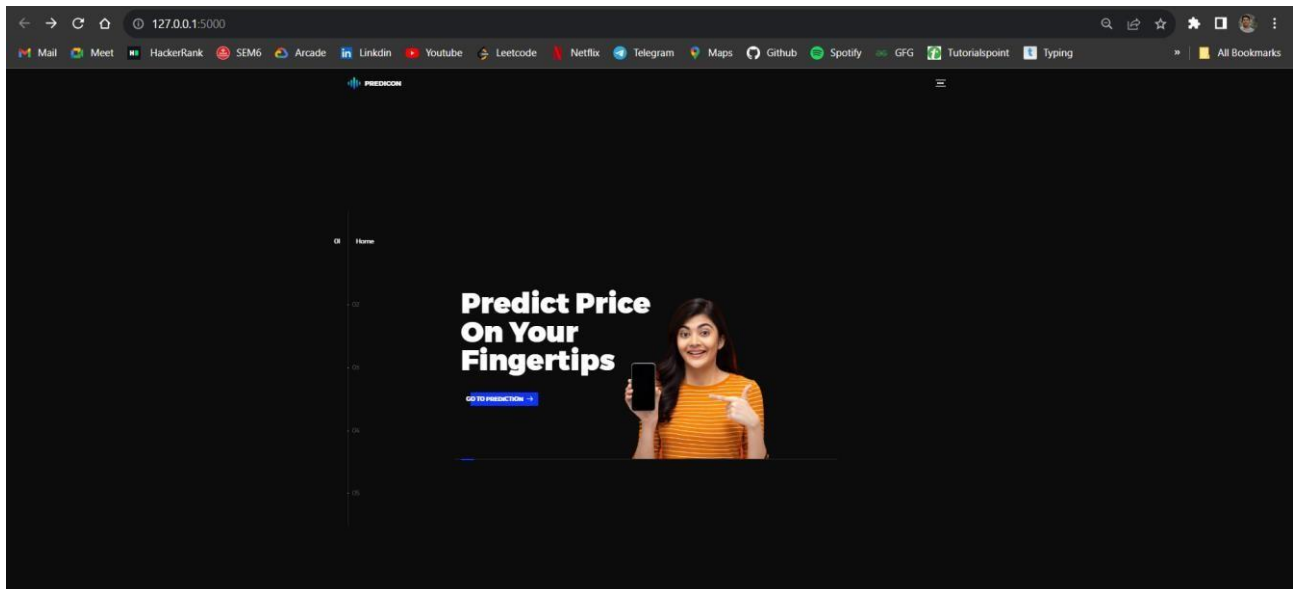 127.0.0.1:5000
Mail Meet HackerRank SEM6 Arcade Linkdin Youtube Leetcode Netflix Telegram Maps Github Spotify GFG Tutorialspoint Typing » All Bookmarks
PREDICON
01 Home
02
Predict Price
On Your
Fingertips
03
GO TO PREDICTION →
04
05